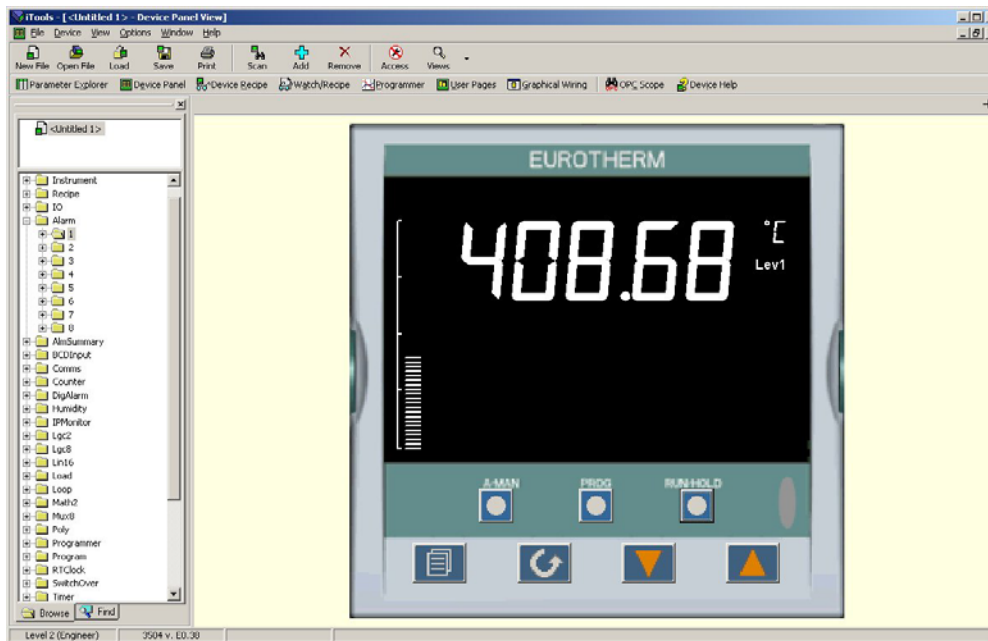 iTools - [ <Untitled 1> - Device Panel View]
File Device View Options Window Help
New File Open File Load Save Print Scan Add Remove Access Views
Parameter Explorer Device Panel Device Recipe Watch/Recipe Programmer User Pages Graphical Wiring OPC Scope Device Help
<Untitled 1>
Instrument
Recipe
IO
Alarm
1
2
3
4
5
6
7
8
AlmSummary
BCDInput
Comms
Counter
DigAlarm
Humidity
IPMonitor
Lgc2
Lgc8
Lin16
Load
Loop
Math2
Mux8
Poly
Programmer
Program
RTClock
SwitchOver
Timer
Browse Find
Level 2 (Engineer) 3504 v. E0.38
EUROTHERM
408.68 °C
Lev1
A-MAN PROG RUN-HOLD